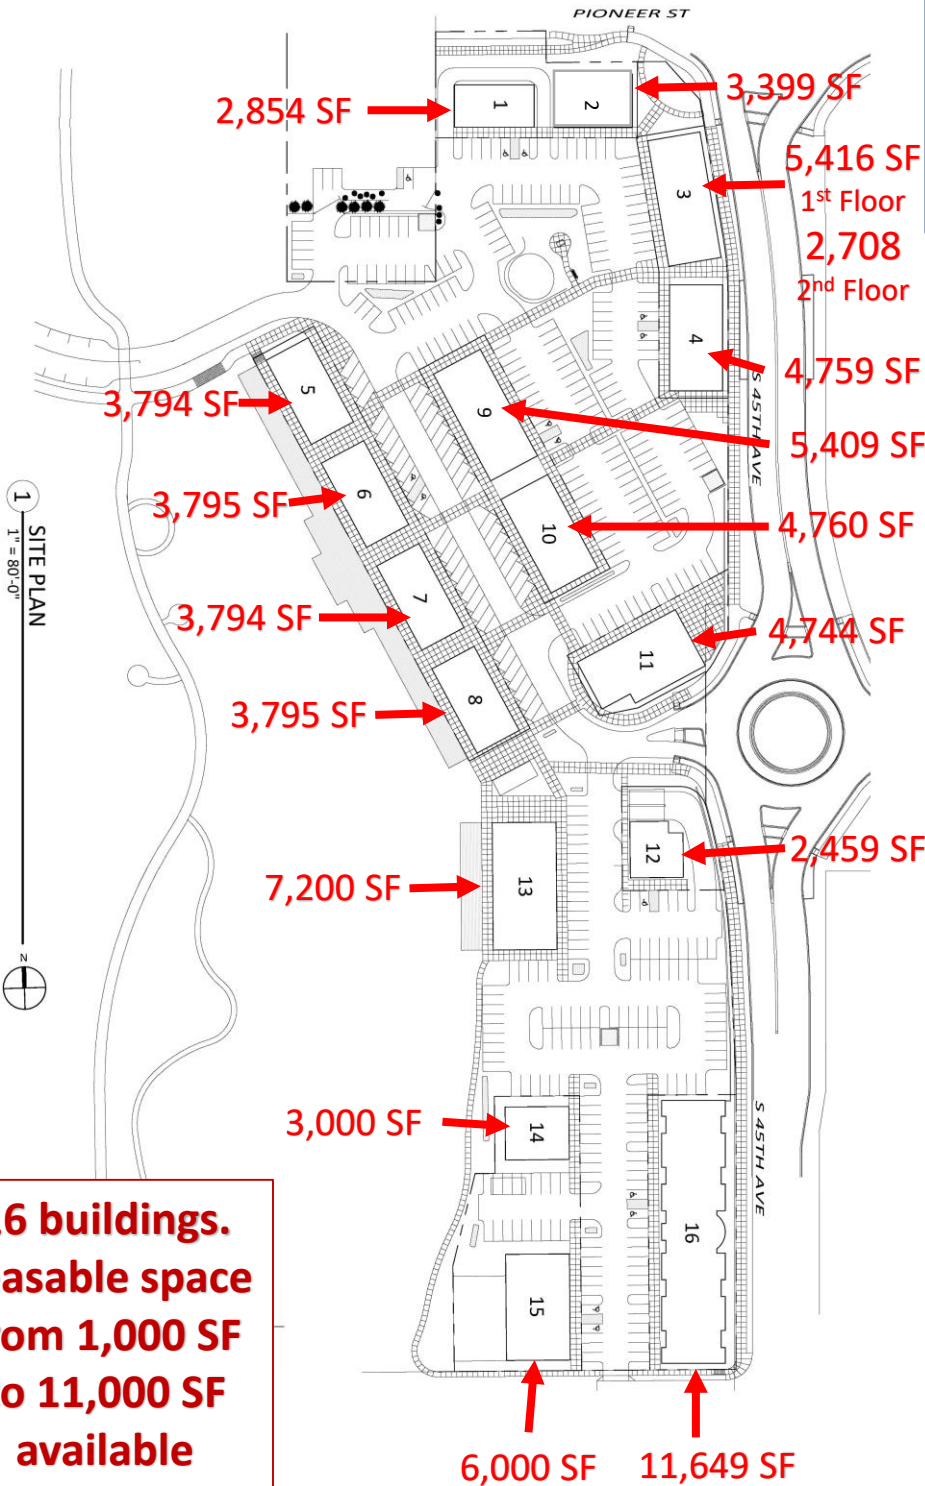 PIONEER ST
2,854 SF
1
2
3,399 SF
3
5,416 SF
1st Floor
2,708
2nd Floor
4
4,759 SF
S 45TH AVE
5
3,794 SF
9
5,409 SF
6
3,795 SF
10
4,760 SF
7
3,794 SF
11
4,744 SF
8
3,795 SF
1
SITE PLAN
1" = 80'-0"
N
12
2,459 SF
13
7,200 SF
14
3,000 SF
S 45TH AVE
16
15
6,000 SF
11,649 SF
6 buildings.
asable space
om 1,000 SF
o 11,000 SF
available